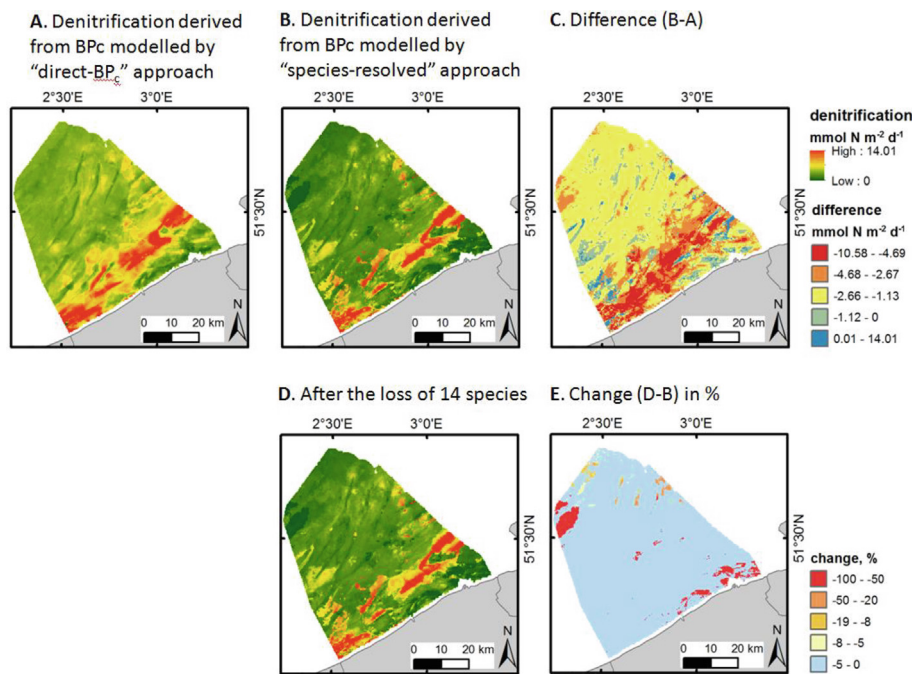 A. Denitrification derived
from BPc modelled by
“direct-BPc” approach
B. Denitrification derived
from BPc modelled by
“species-resolved” approach
C. Difference (B-A)
2°30'E 3°0'E
2°30'E 3°0'E
2°30'E 3°0'E
51°30'N
51°30'N
51°30'N
N
N
N
0 10 20 km
0 10 20 km
0 10 20 km
denitrification
mmol N m-2 d-1
High : 14.01
Low : 0
difference
mmol N m-2 d-1
-10.58 - -4.69
-4.68 - -2.67
-2.66 - -1.13
-1.12 - 0
0.01 - 14.01
D. After the loss of 14 species
E. Change (D-B) in %
2°30'E 3°0'E
2°30'E 3°0'E
51°30'N
51°30'N
N
N
0 10 20 km
0 10 20 km
change, %
-100 - -50
-50 - -20
-19 - -8
-8 - -5
-5 - 0